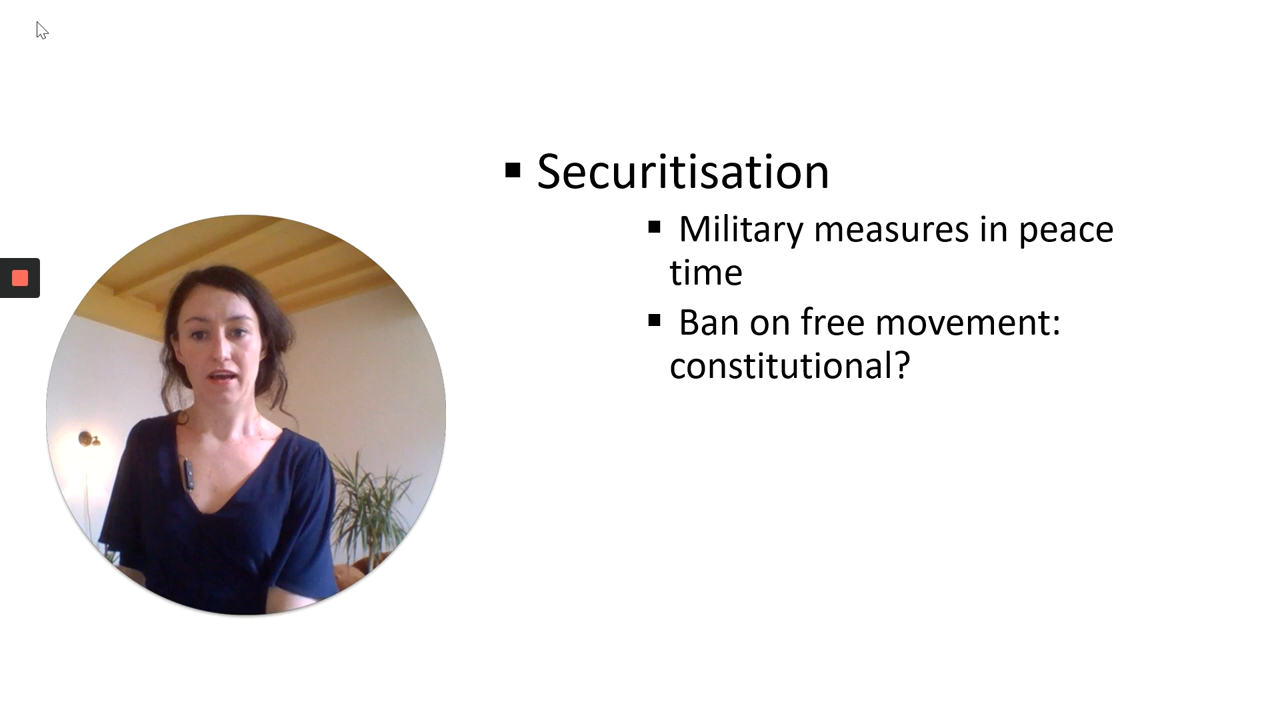 ▪ Securitisation
▪ Military measures in peace
time
▪ Ban on free movement:
constitutional?